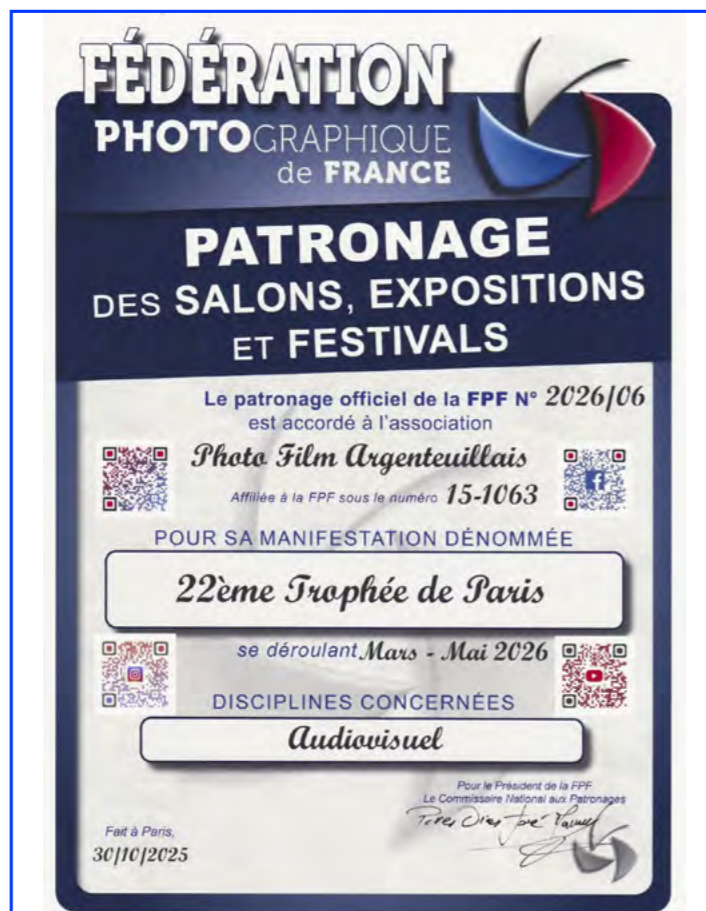 FÉDÉRATION
PHOTOGRAPHIQUE
de FRANCE
PATRONAGE
DES SALONS, EXPOSITIONS
ET FESTIVALS
Le patronage officiel de la FPF N° 2026/06
est accordé à l'association
Photo Film Argenteuillais
Affiliée à la FPF sous le numéro 15-1063
POUR SA MANIFESTATION DÉNOMMÉE
22ème Trophée de Paris
se déroulant Mars - Mai 2026
DISCIPLINES CONCERNÉES
Audiovisuel
Pour le Président de la FPF
Le Commissaire National aux Patronages
Fait à Paris,
30/10/2025